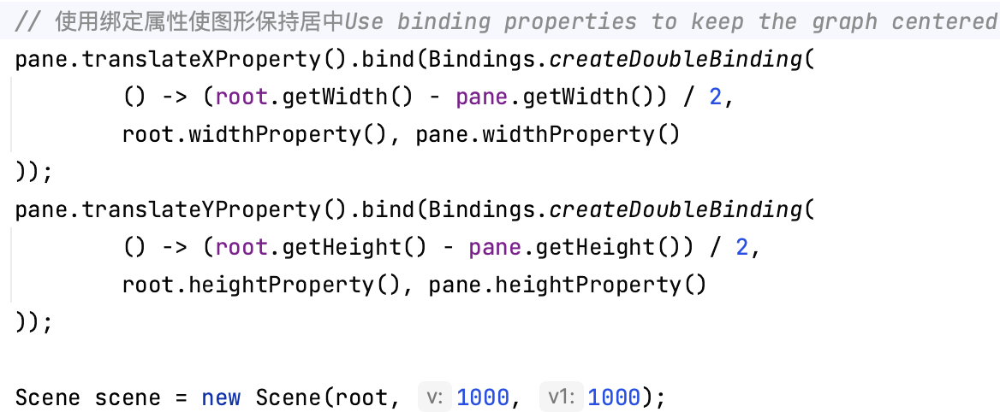 // 使用绑定属性使图形保持居中Use binding properties to keep the graph centered
pane.translateXProperty().bind(Bindings.createDoubleBinding(
() -> (root.getWidth() - pane.getWidth()) / 2,
root.widthProperty(), pane.widthProperty()
));
pane.translateYProperty().bind(Bindings.createDoubleBinding(
() -> (root.getHeight() - pane.getHeight()) / 2,
root.heightProperty(), pane.heightProperty()
));
Scene scene = new Scene(root, v: 1000, v1: 1000);